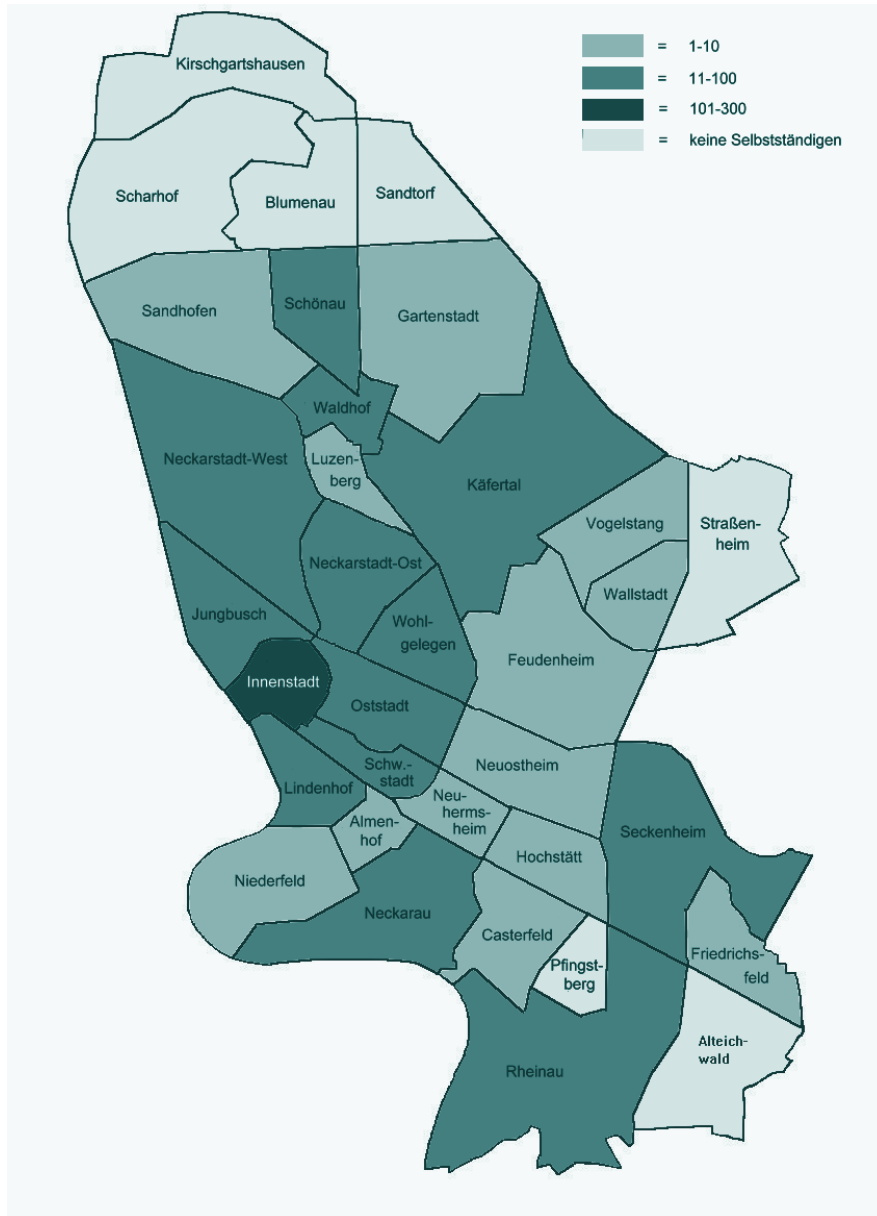 = 1-10
= 11-100
= 101-300
= keine Selbstständigen
Kirschgartshausen
Scharhof
Blumenau
Sandtorf
Sandhofen
Schönau
Gartenstadt
Waldhof
Neckarstadt-West
Luzen-
berg
Käfertal
Vogelstang
Straßen-
heim
Neckarstadt-Ost
Wallstadt
Jungbusch
Wohl-
gelegen
Feudenheim
Innenstadt
Oststadt
Schw.-
stadt
Neuostheim
Lindenhof
Neu-
herms-
heim
Almen-
hof
Seckenheim
Hochstätt
Niederfeld
Neckarau
Casterfeld
Pfingst-
berg
Friedrichs-
feld
Alteich-
wald
Rheinau